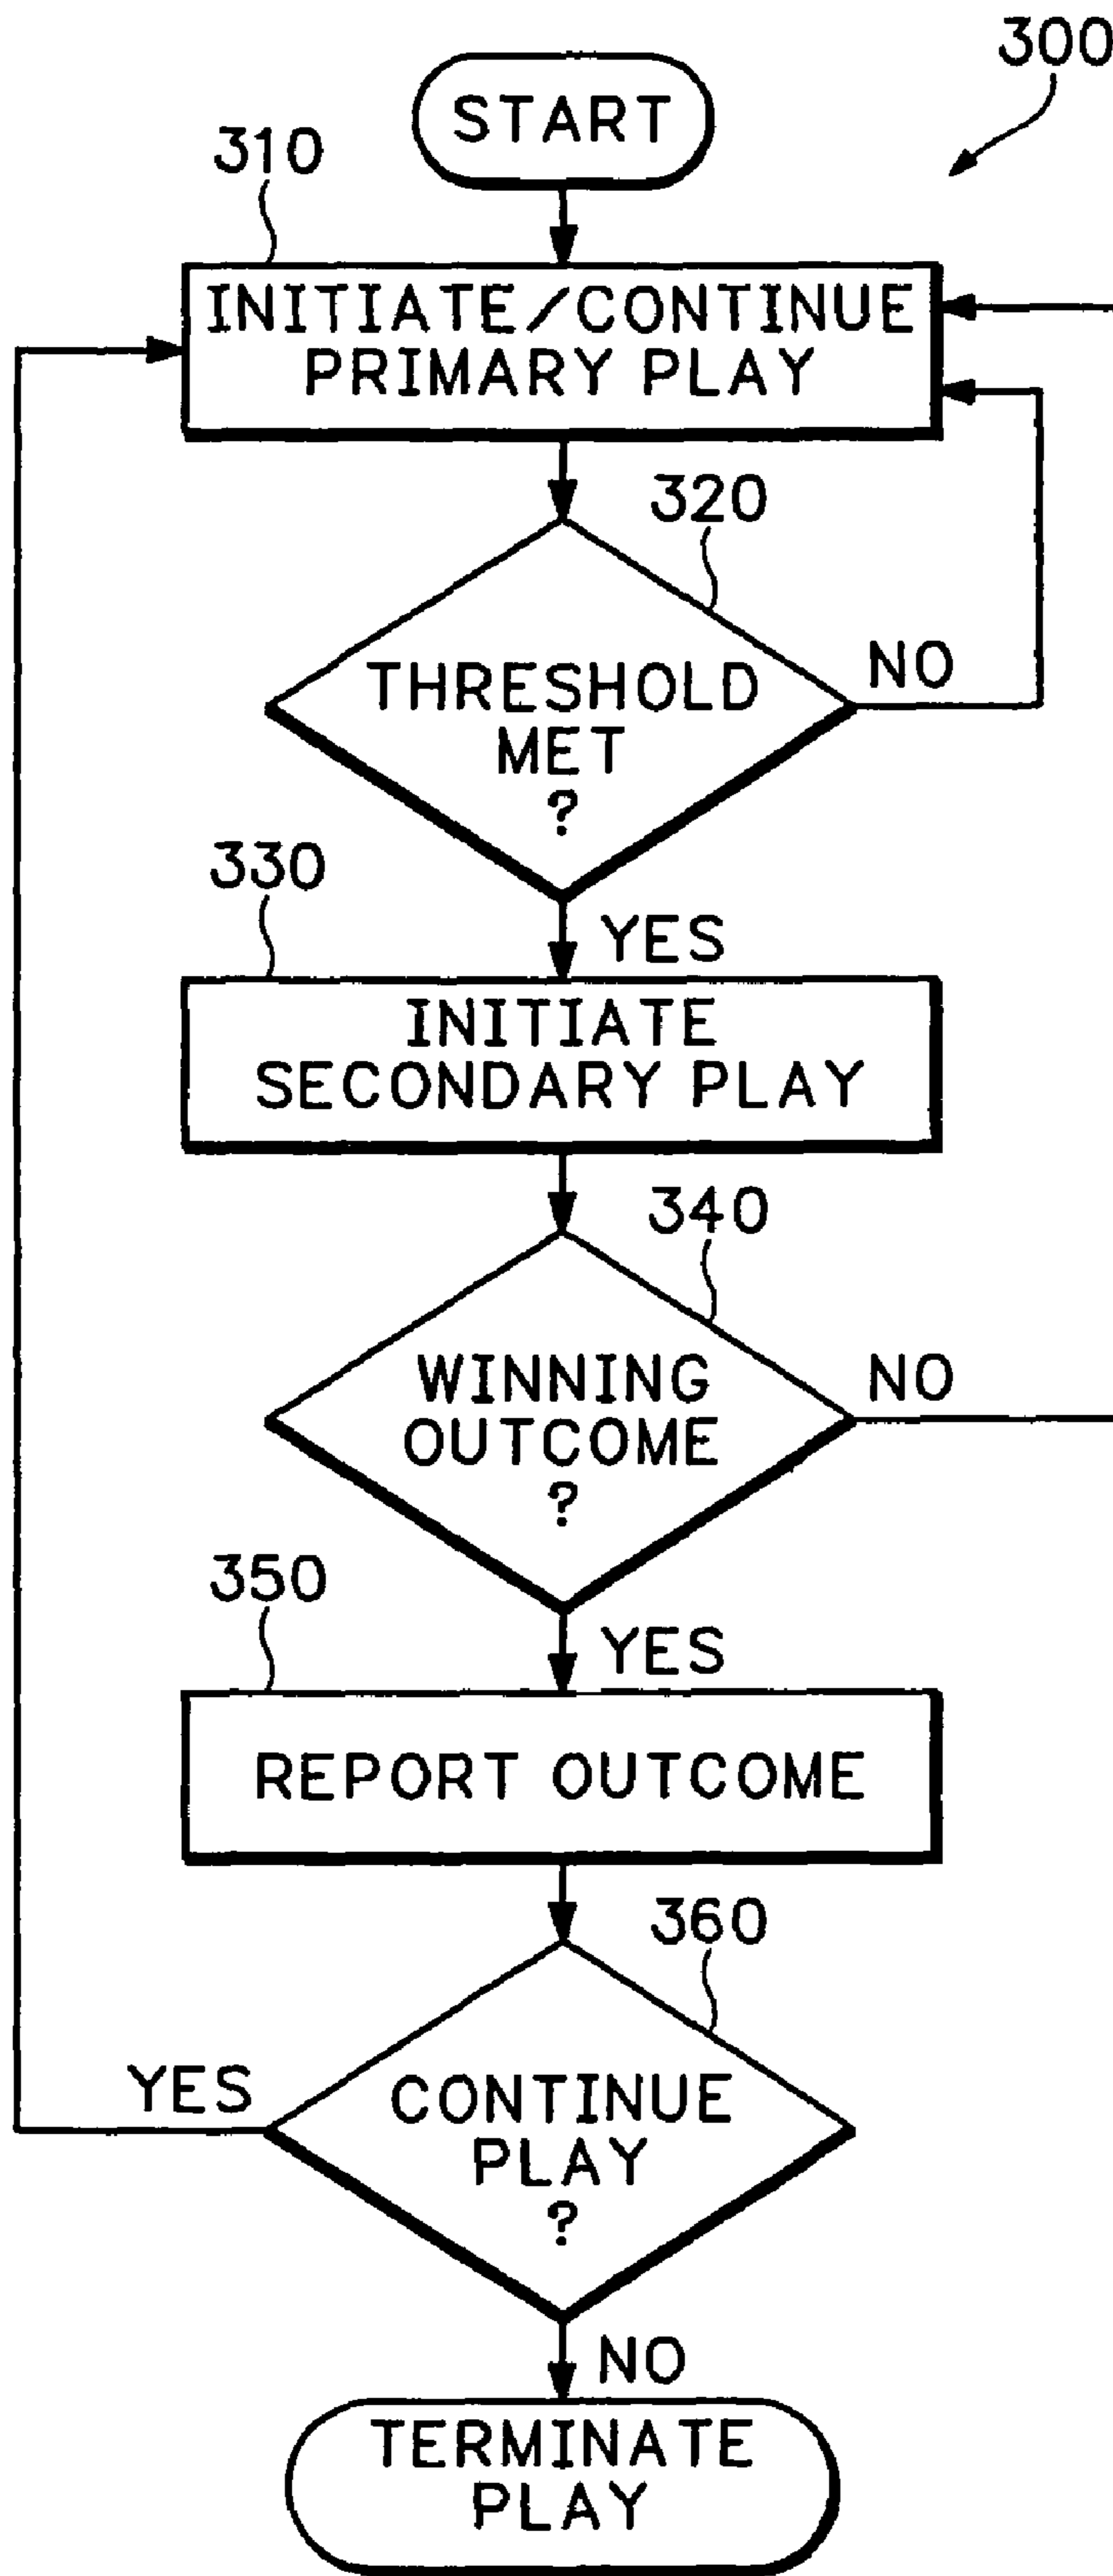 300
START
310
INITIATE/CONTINUE
PRIMARY PLAY
320
THRESHOLD
MET
?
NO
330
YES
INITIATE
SECONDARY PLAY
340
WINNING
OUTCOME
?
NO
350
YES
REPORT OUTCOME
360
YES
CONTINUE
PLAY
?
NO
TERMINATE
PLAY